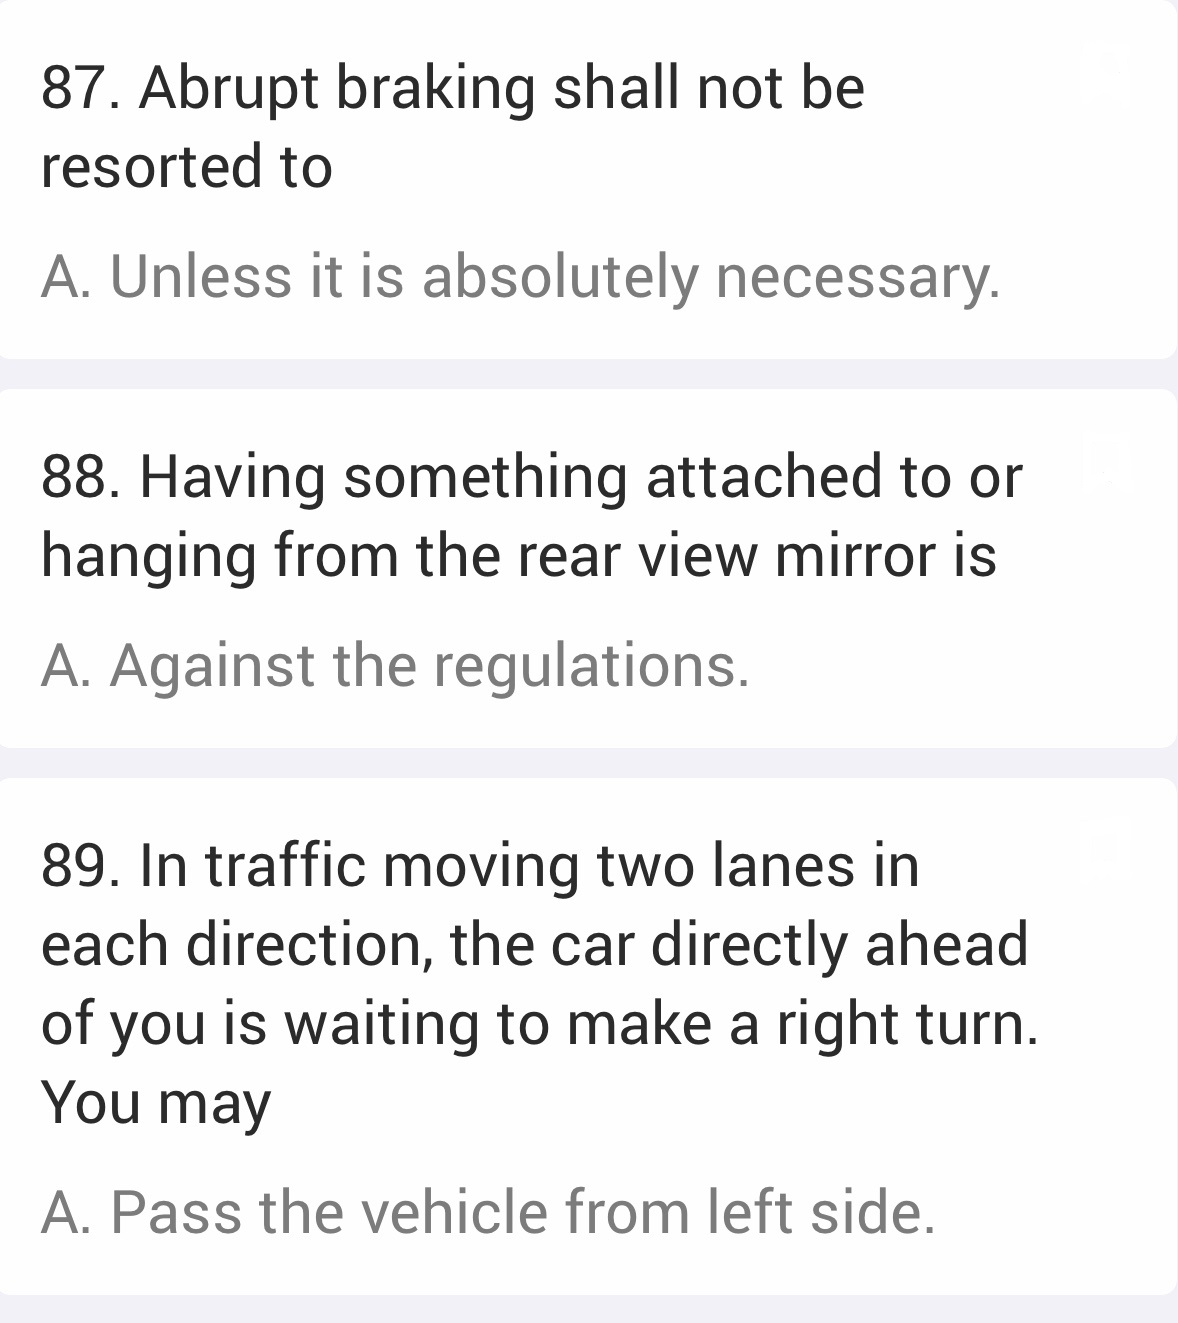 87. Abrupt braking shall not be
resorted to
A. Unless it is absolutely necessary.
88. Having something attached to or
hanging from the rear view mirror is
A. Against the regulations.
89. In traffic moving two lanes in
each direction, the car directly ahead
of you is waiting to make a right turn.
You may
A. Pass the vehicle from left side.